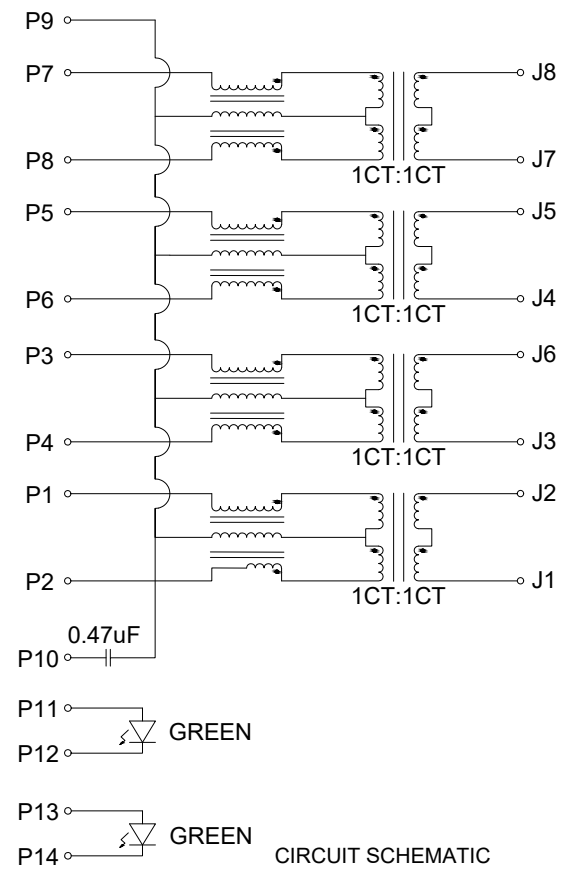 P9
P7 J8
P8 J7
1CT:1CT
P5 J5
P6 J4
1CT:1CT
P3 J6
P4 J3
1CT:1CT
P1 J2
P2 J1
1CT:1CT
0.47uF
P10
P11
GREEN
P12
P13
GREEN
P14
CIRCUIT SCHEMATIC